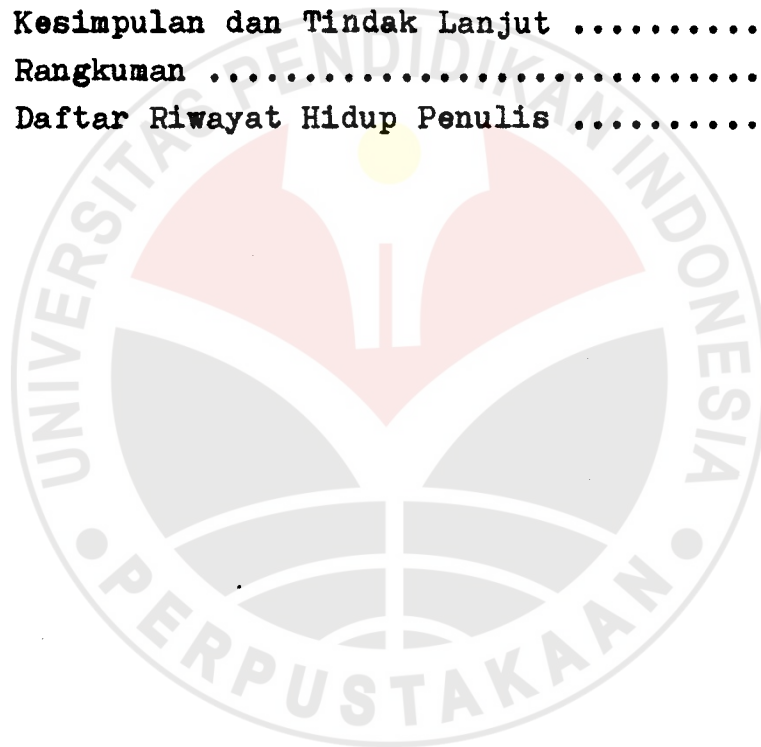 Kesimpulan dan Tindak Lanjut ..........
Rangkuman .............................
Daftar Riwayat Hidup Penulis ..........
UNIVERSITAS PENDIDIKAN INDONESIA
PERPUSTAKAAN